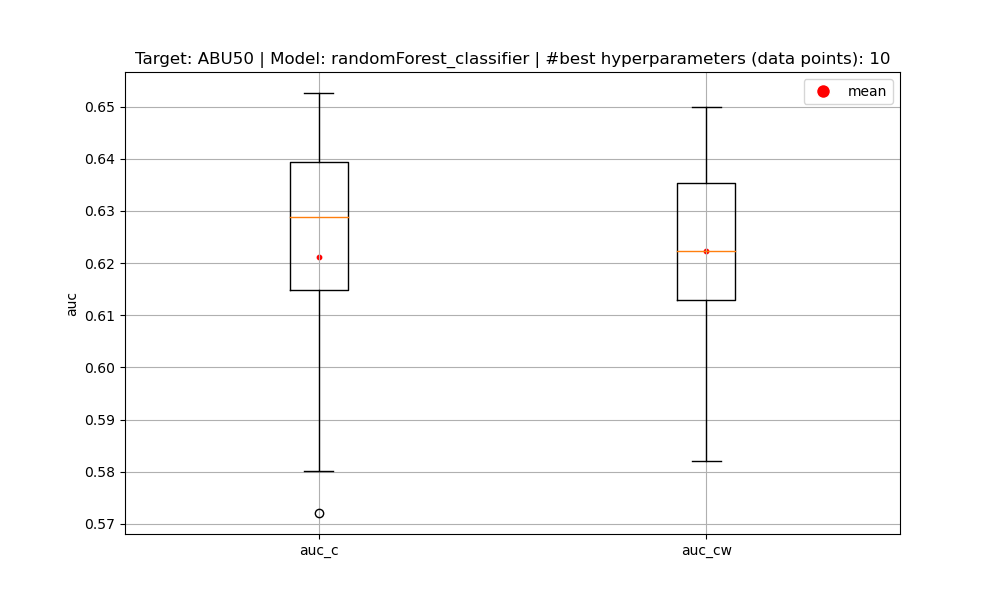 Target: ABU50 | Model: randomForest_classifier | #best hyperparameters (data points): 10
mean
auc
0.65
0.64
0.63
0.62
0.61
0.60
0.59
0.58
0.57
auc_c
auc_cw